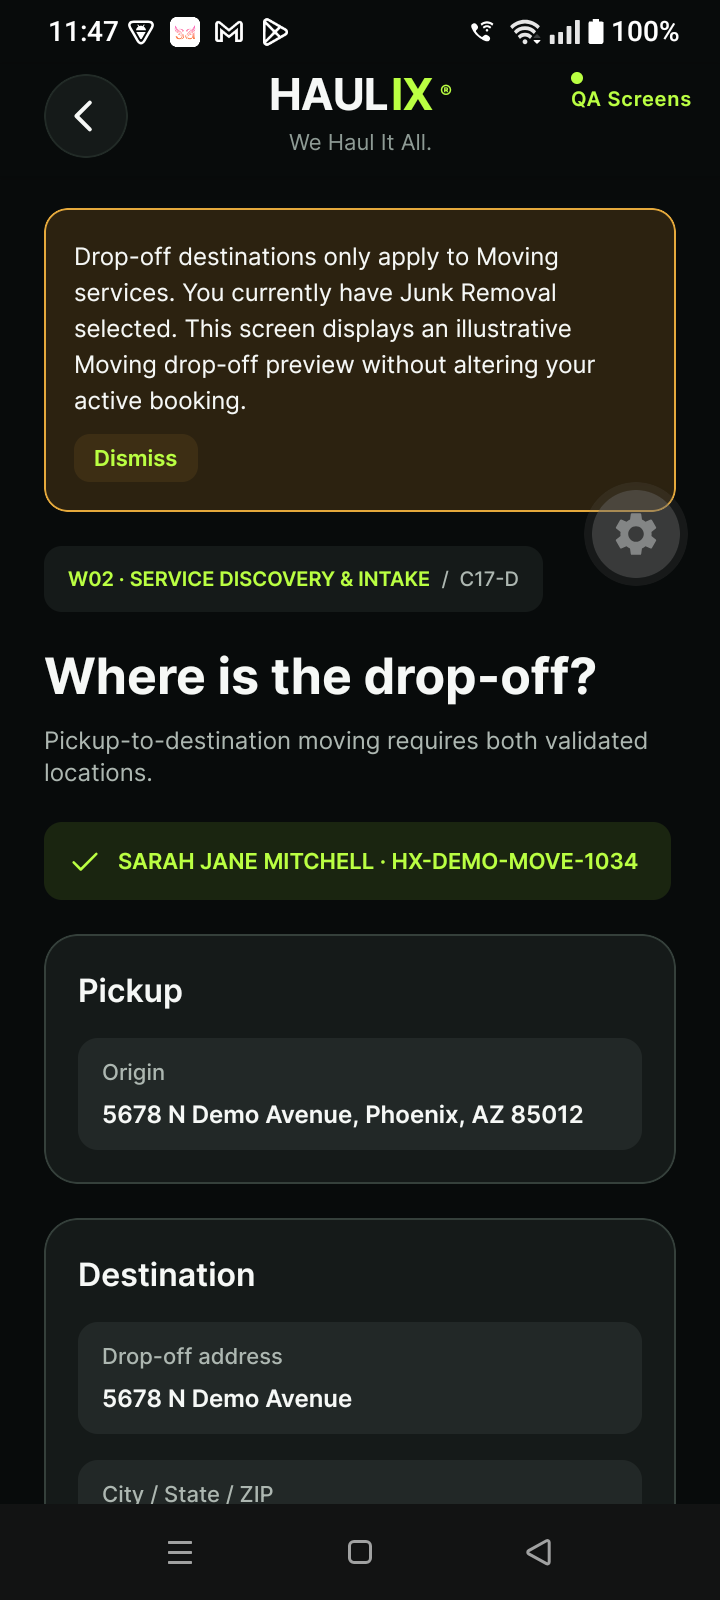 11:47
100%
HAULIX ®
We Haul It All.
QA Screens
Drop-off destinations only apply to Moving
services. You currently have Junk Removal
selected. This screen displays an illustrative
Moving drop-off preview without altering your
active booking.
Dismiss
W02 · SERVICE DISCOVERY & INTAKE / C17-D
Where is the drop-off?
Pickup-to-destination moving requires both validated
locations.
SARAH JANE MITCHELL · HX-DEMO-MOVE-1034
Pickup
Origin
5678 N Demo Avenue, Phoenix, AZ 85012
Destination
Drop-off address
5678 N Demo Avenue
City / State / ZIP